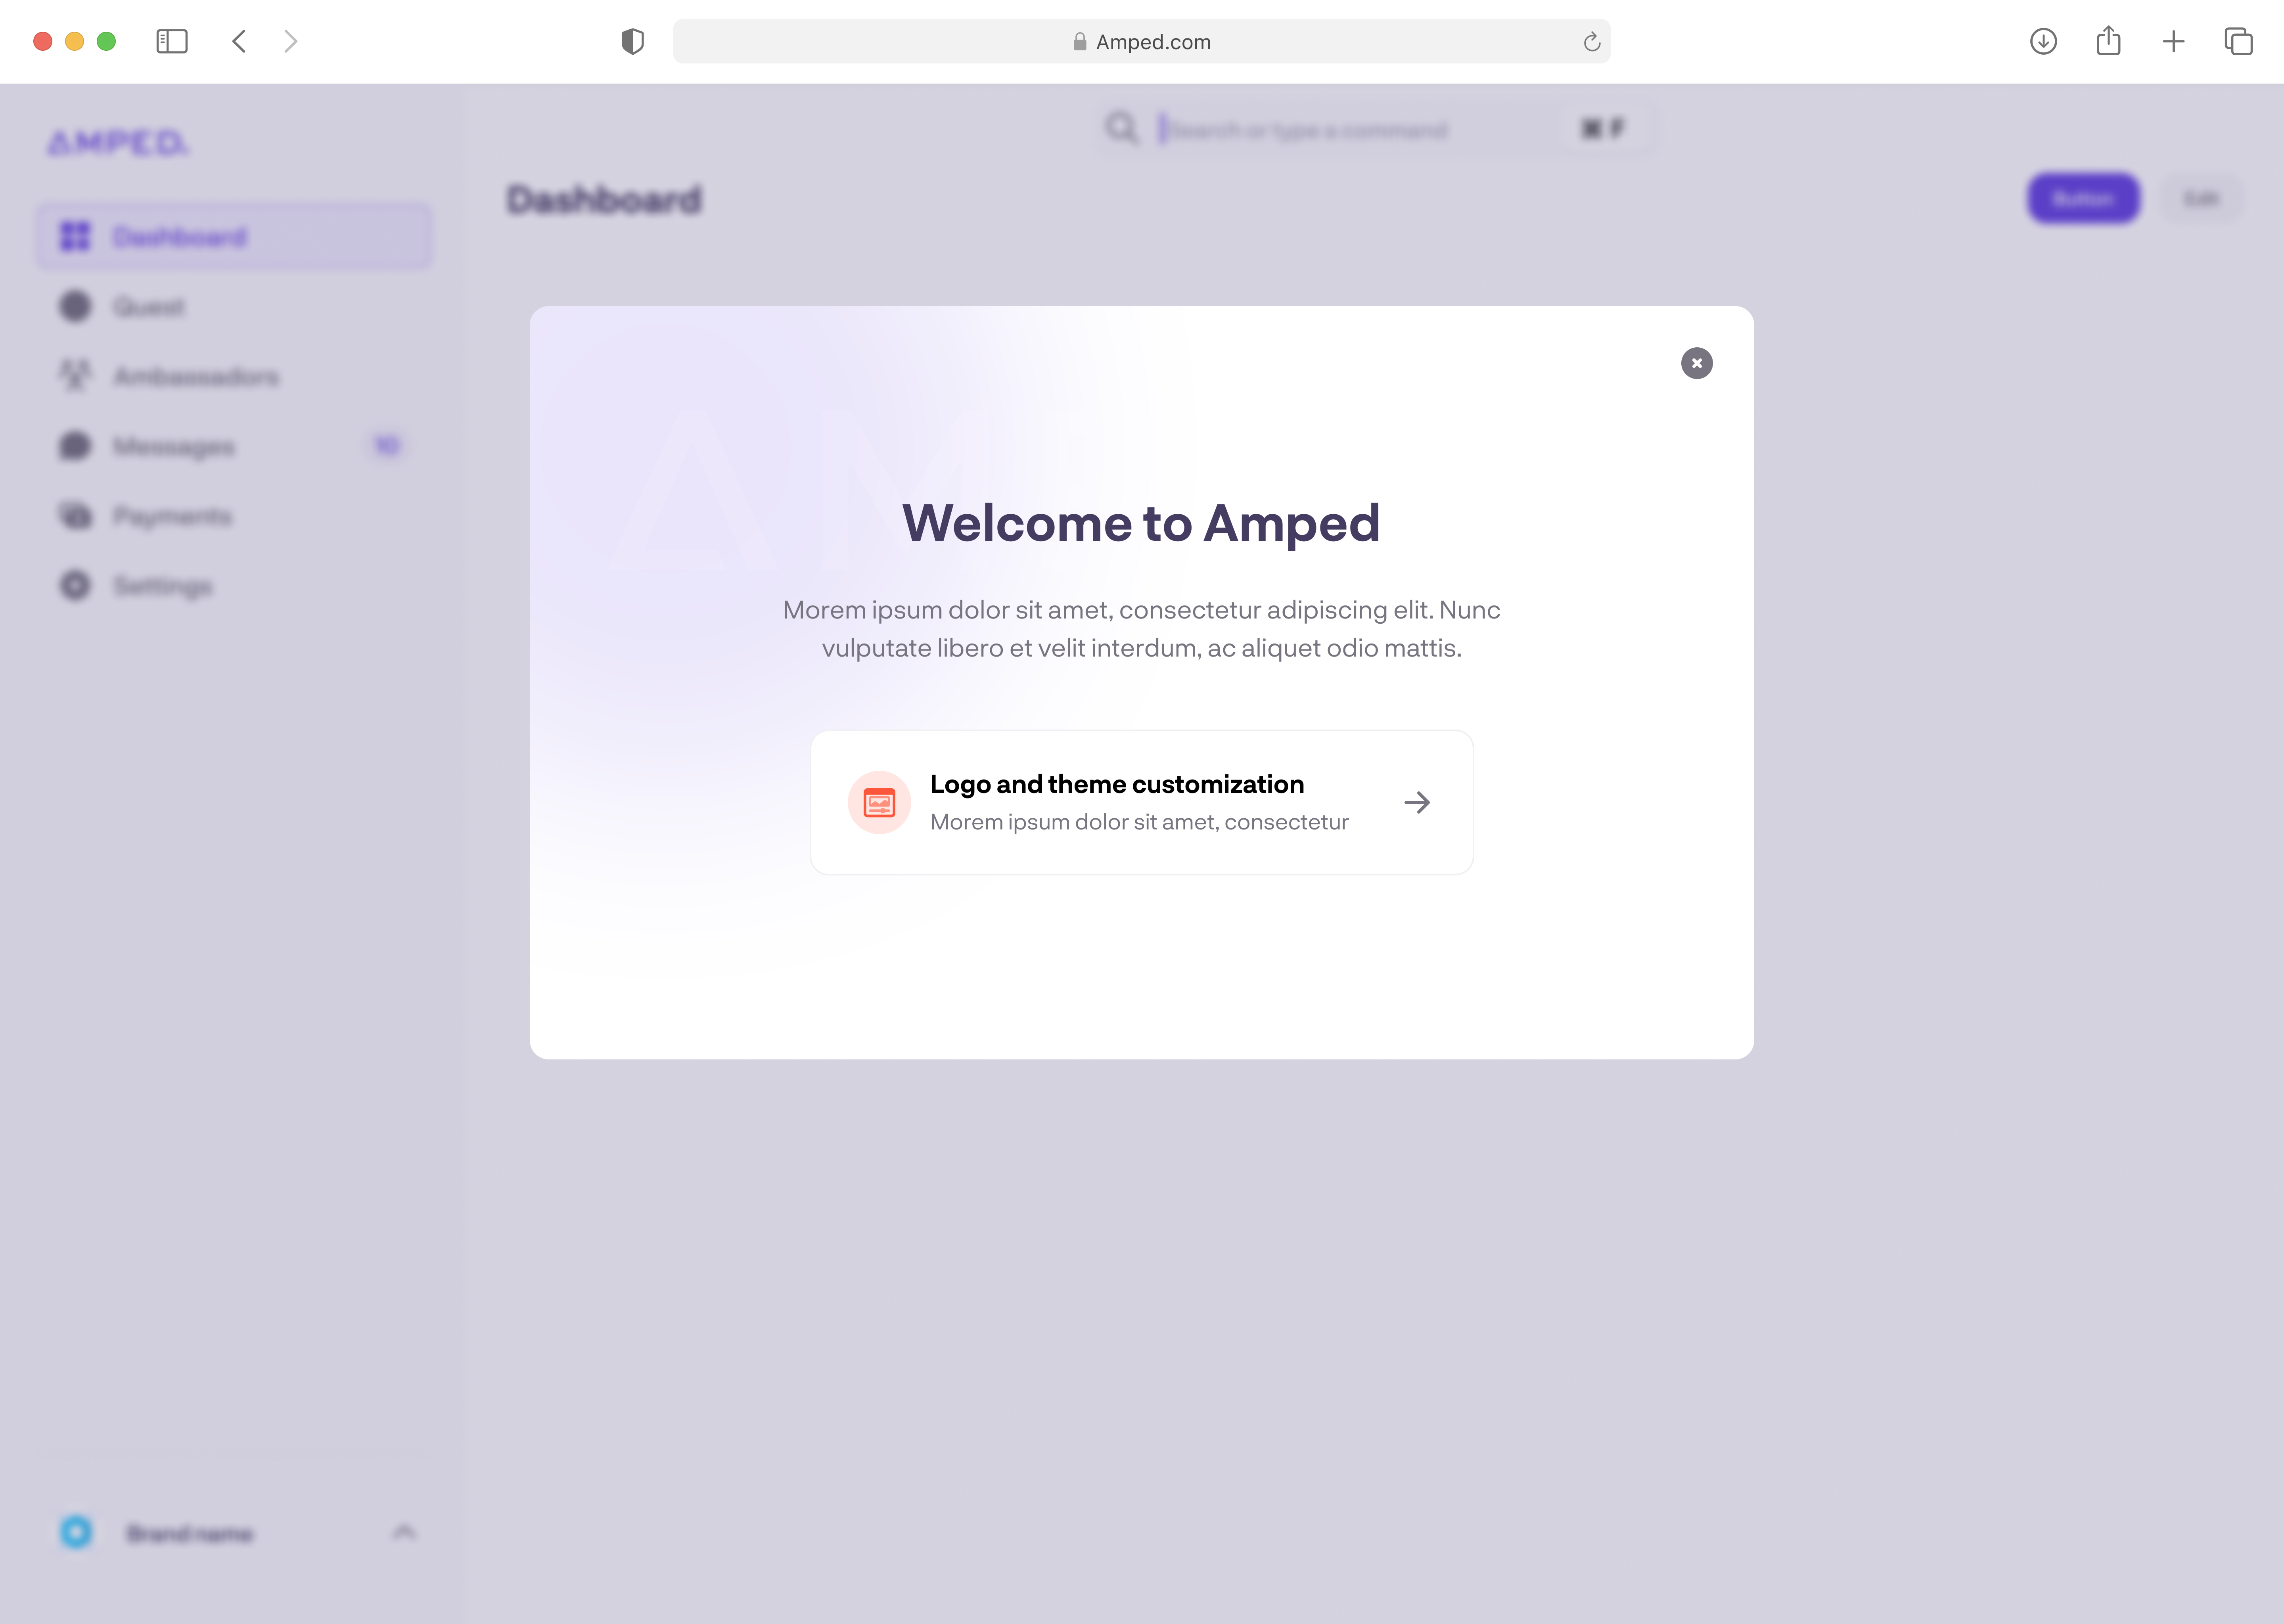 Amped.com
AMPED.
Search or type a command
⌘ F
Dashboard
Button
Edit
Dashboard
Quest
Ambassadors
Messages
10
Payments
Settings
AMP
Welcome to Amped
Morem ipsum dolor sit amet, consectetur adipiscing elit. Nunc
vulputate libero et velit interdum, ac aliquet odio mattis.
Logo and theme customization
Morem ipsum dolor sit amet, consectetur
Brand name